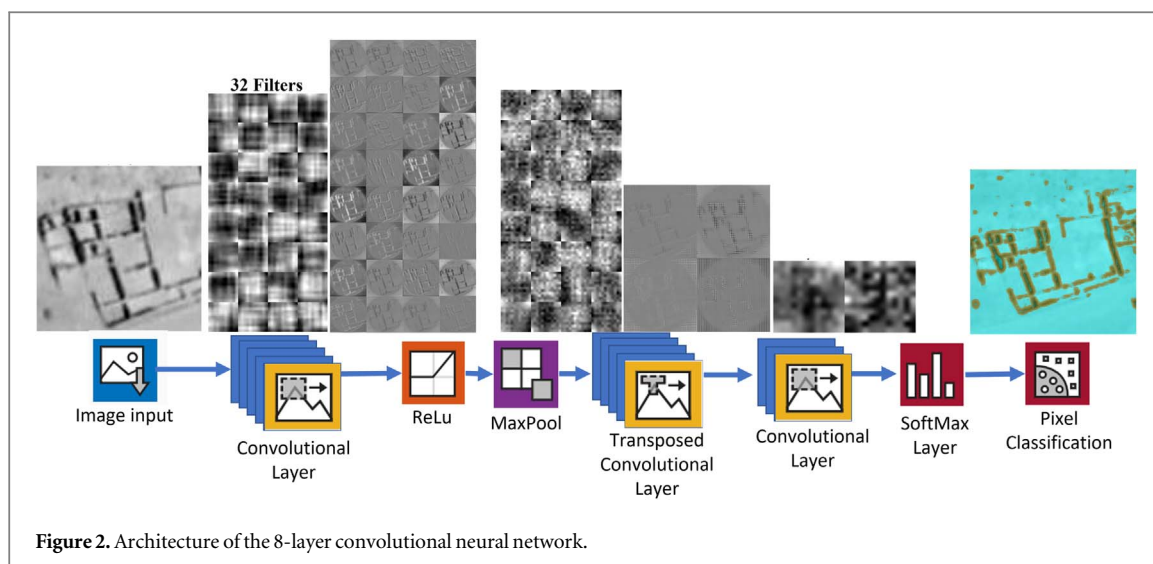 32 Filters
Image input
Convolutional
Layer
ReLu
MaxPool
Transposed
Convolutional
Layer
Convolutional
Layer
SoftMax
Layer
Pixel
Classification
Figure 2. Architecture of the 8-layer convolutional neural network.